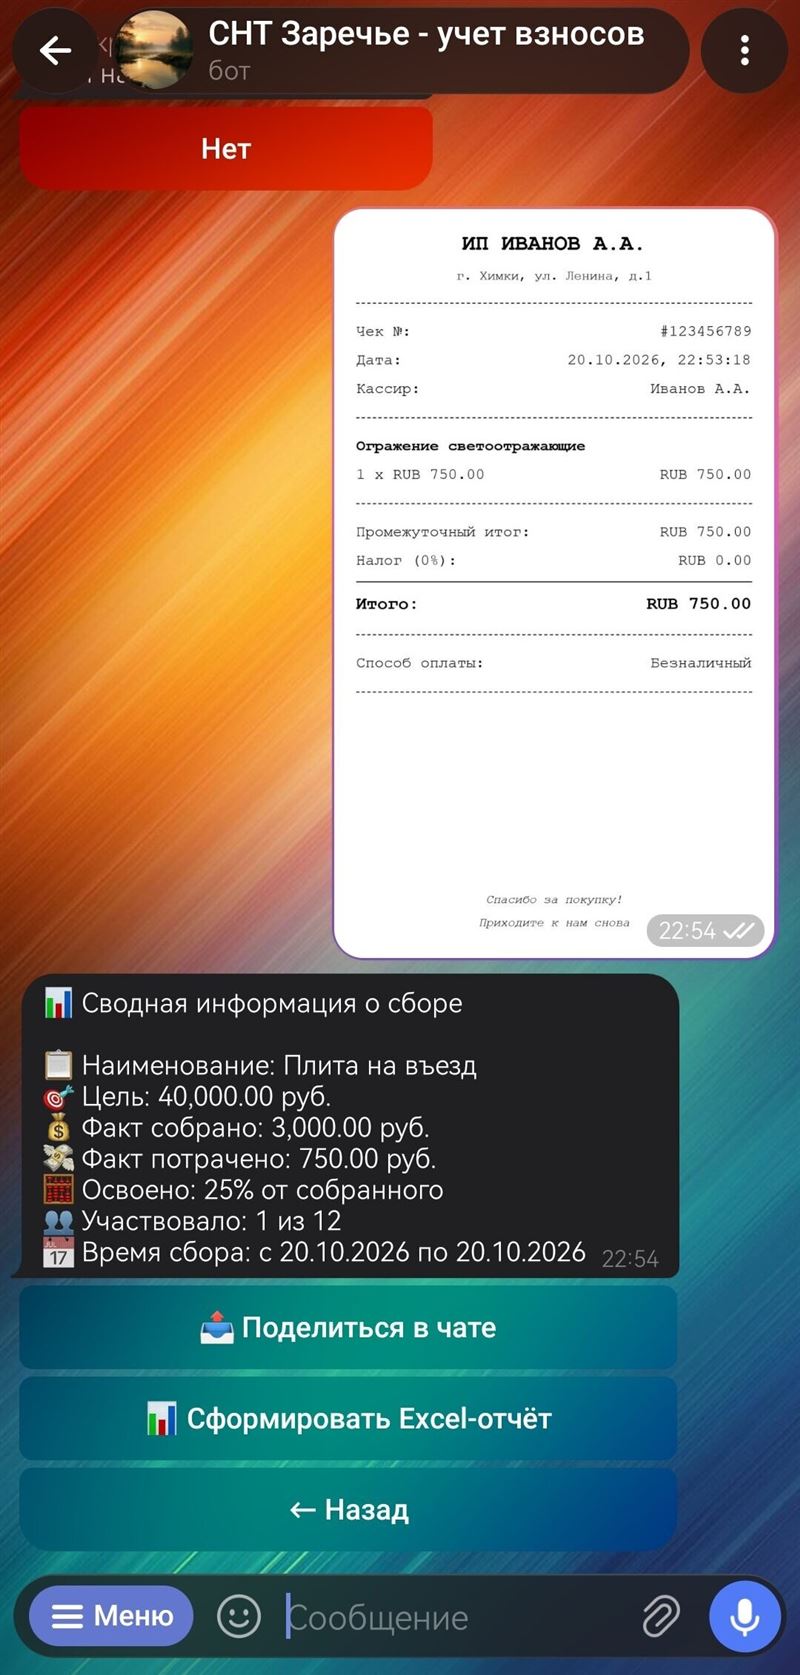 СНТ Заречье - учет взносов
бот
Нет
ИП ИВАНОВ А.А.
г. Химки, ул. Ленина, д.1
Чек №: #123456789
Дата: 20.10.2026, 22:53:18
Кассир: Иванов А.А.
Огражение светоотражающие
1 x RUB 750.00 RUB 750.00
Промежуточный итог: RUB 750.00
Налог (0%): RUB 0.00
Итого: RUB 750.00
Способ оплаты: Безналичный
Спасибо за покупку!
Приходите к нам снова
22:54
Сводная информация о сборе
Наименование: Плита на въезд
Цель: 40,000.00 руб.
Факт собрано: 3,000.00 руб.
Факт потрачено: 750.00 руб.
Освоено: 25% от собранного
Участвовало: 1 из 12
Время сбора: с 20.10.2026 по 20.10.2026 22:54
Поделиться в чате
Сформировать Excel-отчёт
← Назад
Меню Сообщение